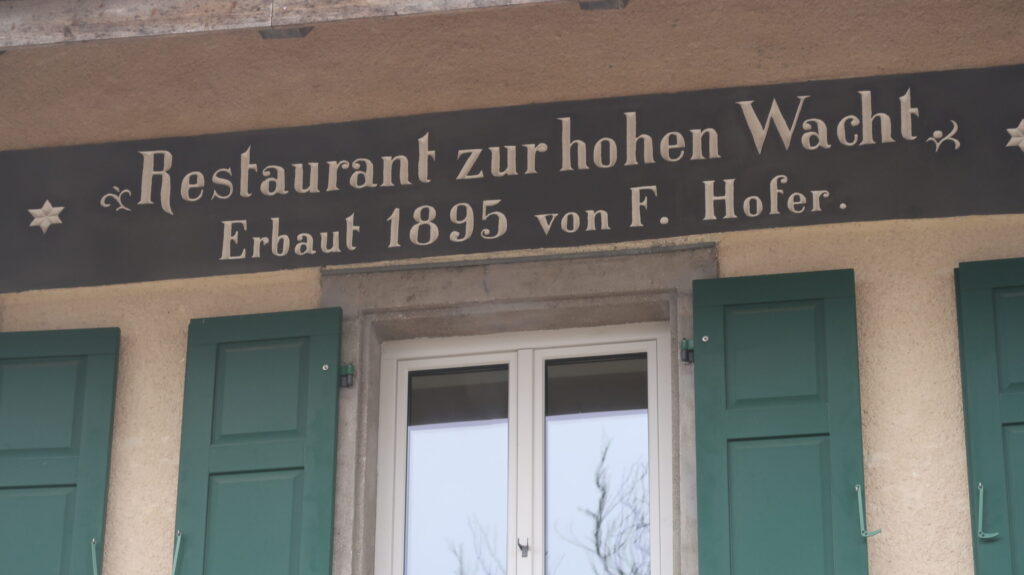 Restaurant zur hohen Wacht
Erbaut 1895 von F. Hofer.